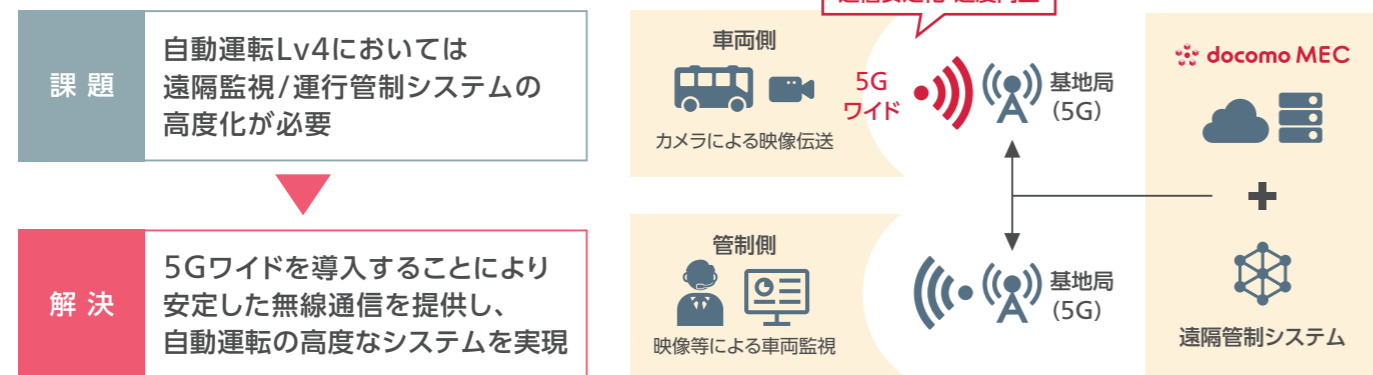 課題
自動運転Lv4においては
遠隔監視/運行管制システムの
高度化が必要
解決
5Gワイドを導入することにより
安定した無線通信を提供し、
自動運転の高度なシステムを実現
車両側
カメラによる映像伝送
5G
ワイド
基地局
(5G)
管制側
映像等による車両監視
基地局
(5G)
docomo MEC
+
遠隔管制システム